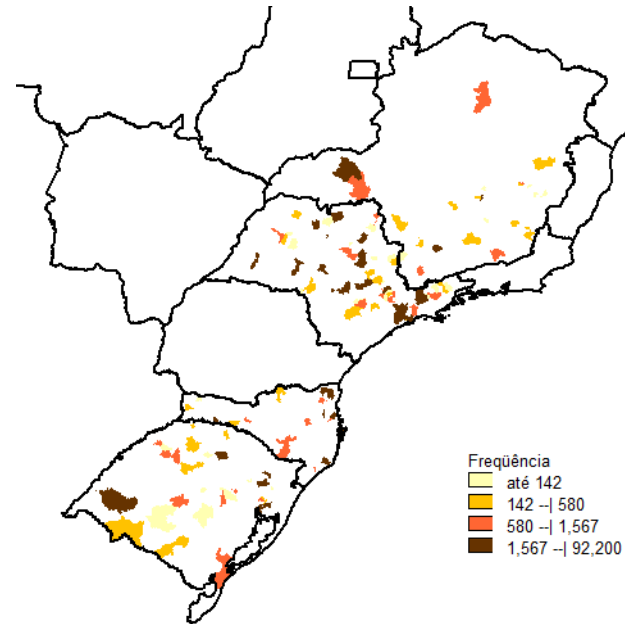 Freqüência
até 142
142 --| 580
580 --| 1,567
1,567 --| 92,200